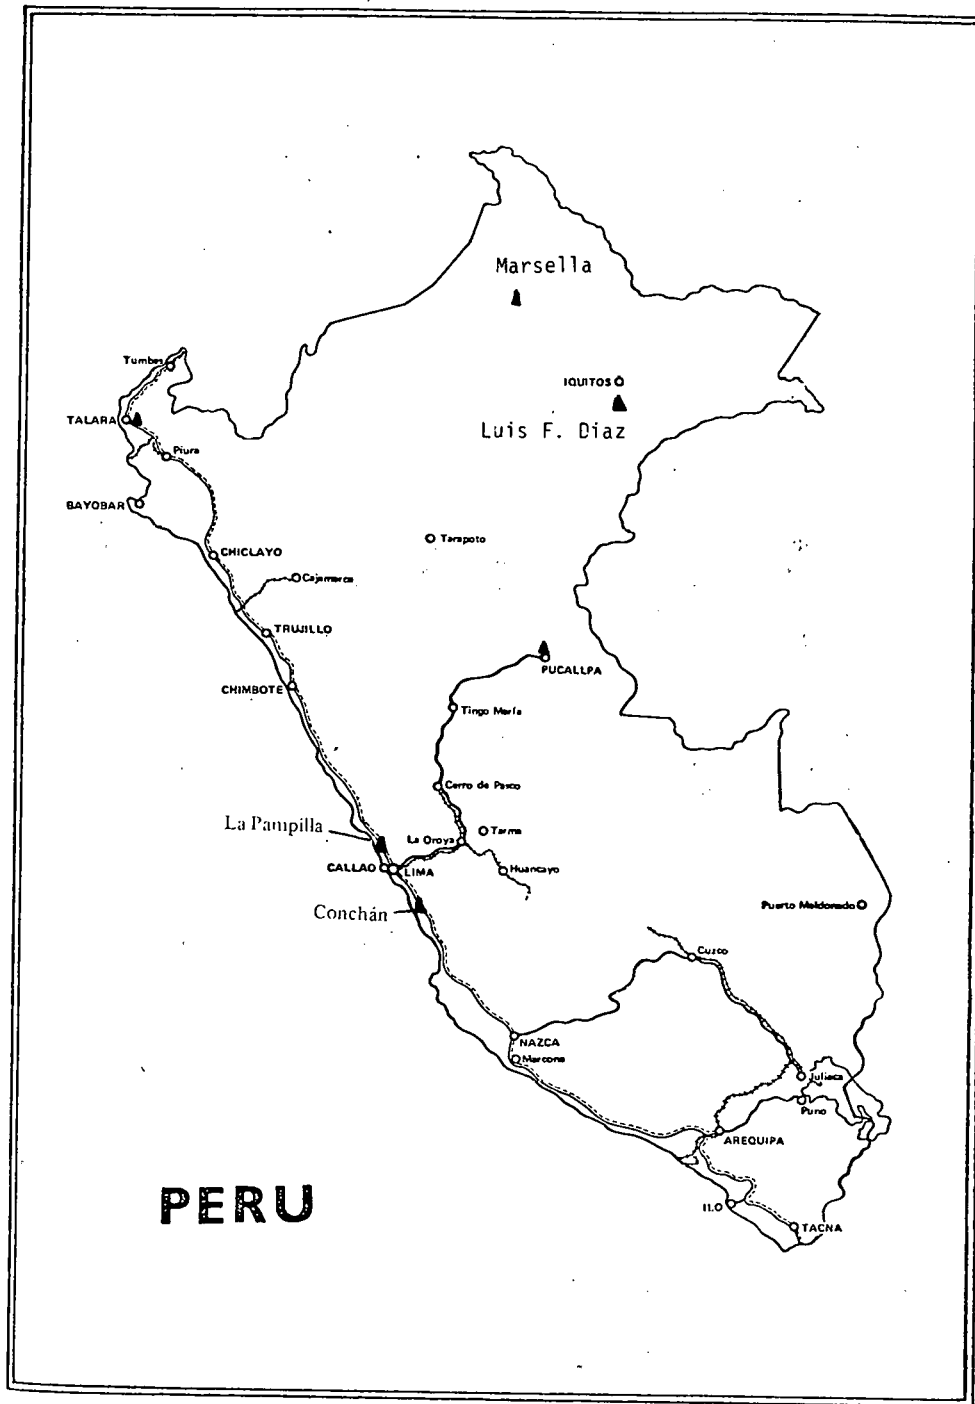 Marsella
Tumbes
IQUITOS
TALARA
Luis F. Diaz
Piura
BAYOBAR
Tarapoto
CHICLAYO
Cajamarca
TRUJILLO
PUCALLPA
CHIMBOTE
Tingo María
Cerro de Pasco
La Pampilla
Tarma
La Oroya
CALLAO
LIMA
Huancayo
Conchán
Puerto Maldonado
Cuzco
NAZCA
Marcona
Juliaca
Puno
AREQUIPA
PERU
ILO
TACNA